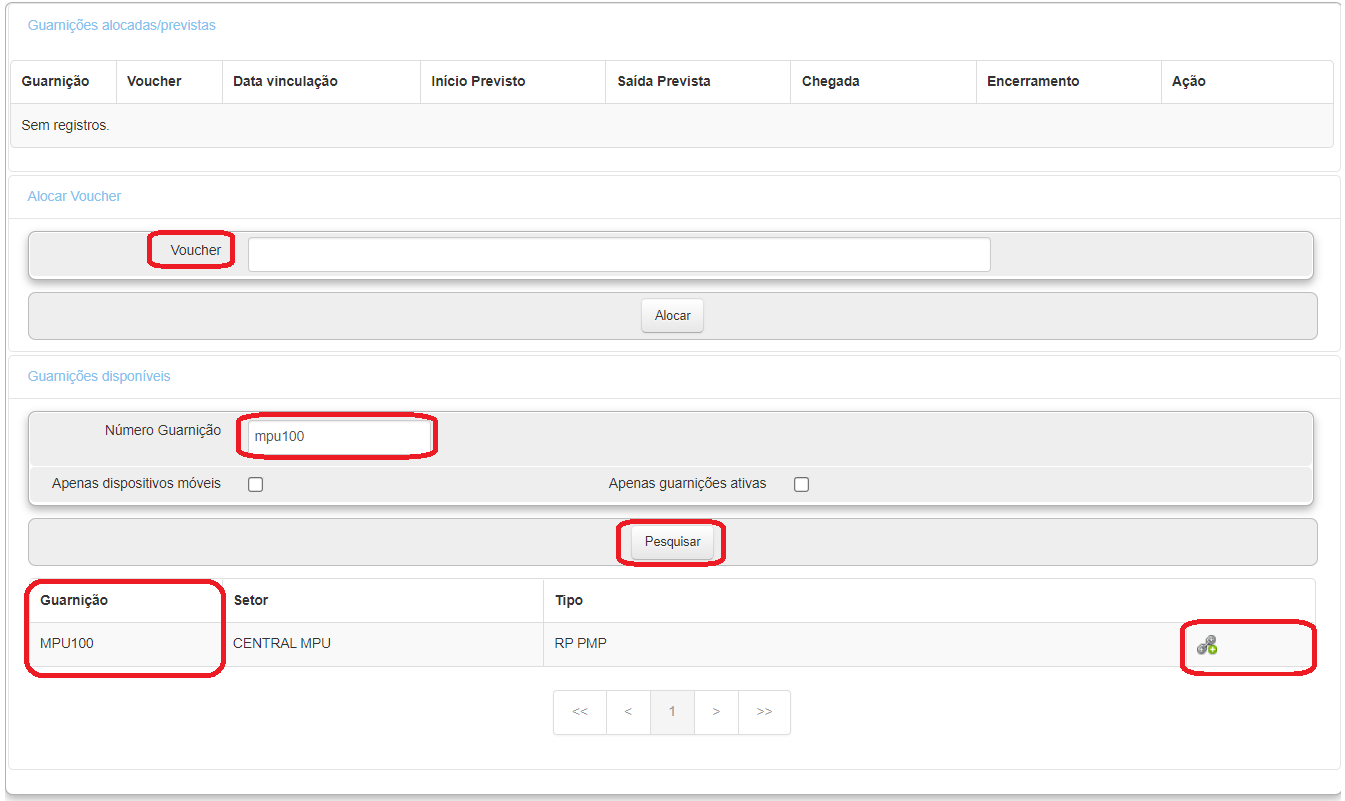 Guarnições alocadas/previstas
Guarnição Voucher Data vinculação Início Previsto Saída Prevista Chegada Encerramento Ação
Sem registros.
Alocar Voucher
Voucher
Alocar
Guarnições disponíveis
Número Guarnição mpu100
Apenas dispositivos móveis Apenas guarnições ativas
Pesquisar
Guarnição Setor Tipo
MPU100 CENTRAL MPU RP PMP
<< < 1 > >>